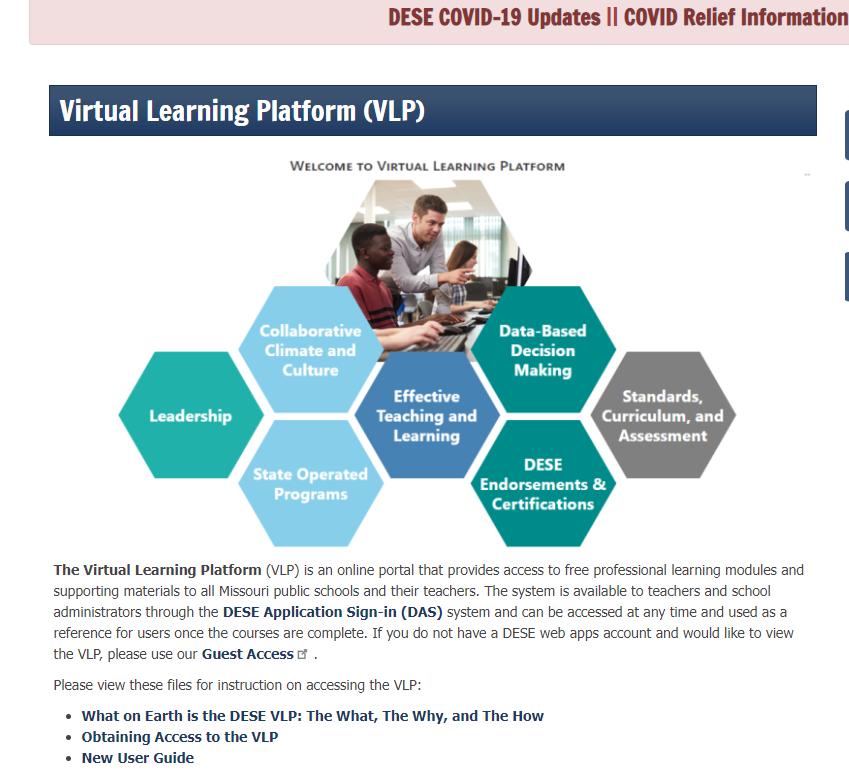 DESE COVID-19 Updates || COVID Relief Information
Virtual Learning Platform (VLP)
WELCOME TO VIRTUAL LEARNING PLATFORM
Collaborative
Climate and
Culture
Data-Based
Decision
Making
Leadership
Effective
Teaching and
Learning
Standards,
Curriculum, and
Assessment
State Operated
Programs
DESE
Endorsements &
Certifications
The Virtual Learning Platform (VLP) is an online portal that provides access to free professional learning modules and
supporting materials to all Missouri public schools and their teachers. The system is available to teachers and school
administrators through the DESE Application Sign-in (DAS) system and can be accessed at any time and used as a
reference for users once the courses are complete. If you do not have a DESE web apps account and would like to view
the VLP, please use our Guest Access .
Please view these files for instruction on accessing the VLP:
• What on Earth is the DESE VLP: The What, The Why, and The How
• Obtaining Access to the VLP
• New User Guide